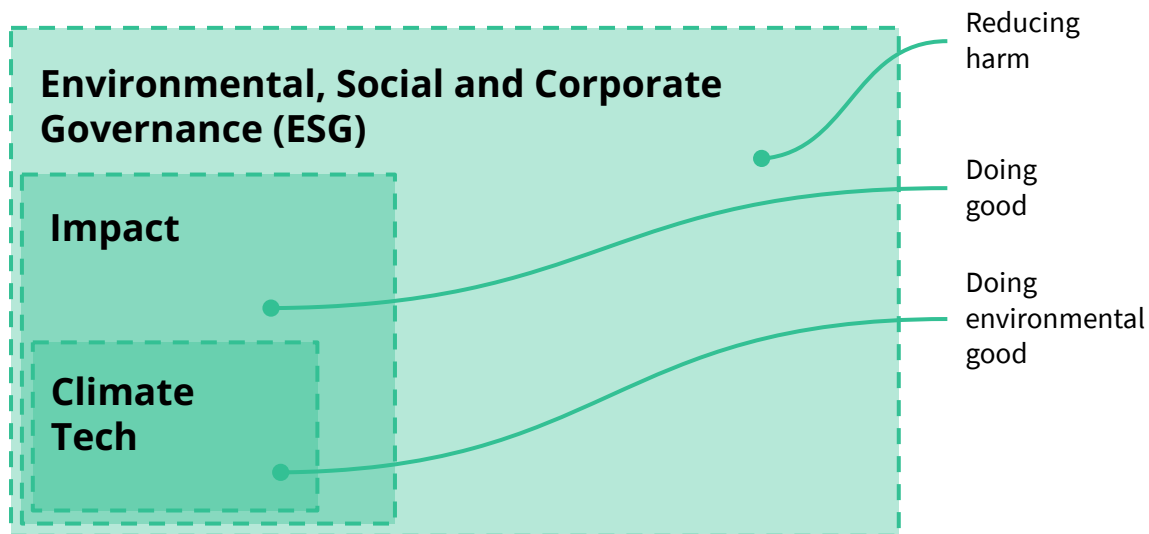 Environmental, Social and Corporate
Governance (ESG)
Impact
Climate
Tech
Reducing
harm
Doing
good
Doing
environmental
good